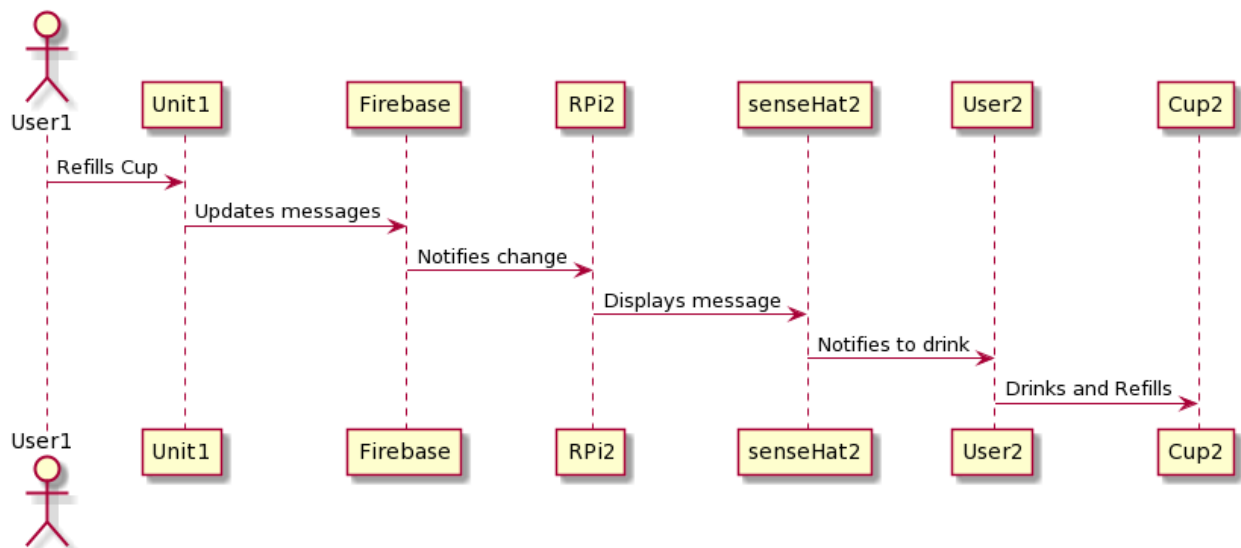 User1
Unit1
Firebase
RPi2
senseHat2
User2
Cup2
Refills Cup
Updates messages
Notifies change
Displays message
Notifies to drink
Drinks and Refills
User1
Unit1
Firebase
RPi2
senseHat2
User2
Cup2